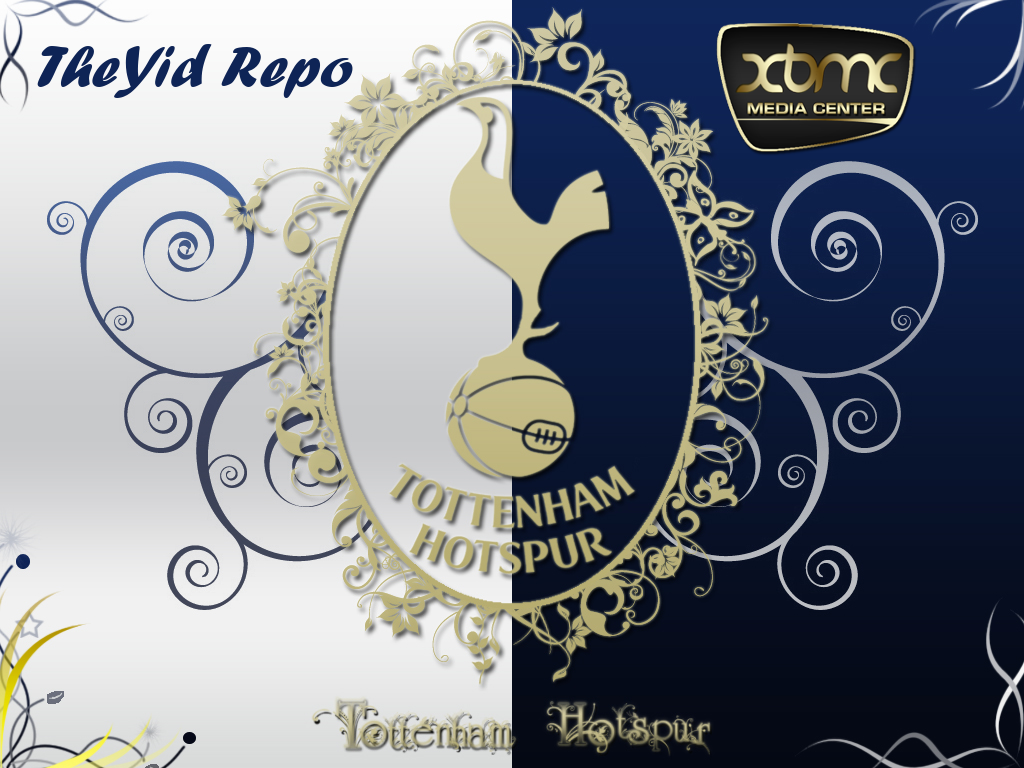 TheYid Repo
xbmc
MEDIA CENTER
TOTTENHAM
HOTSPUR
Tottenham Hotspur